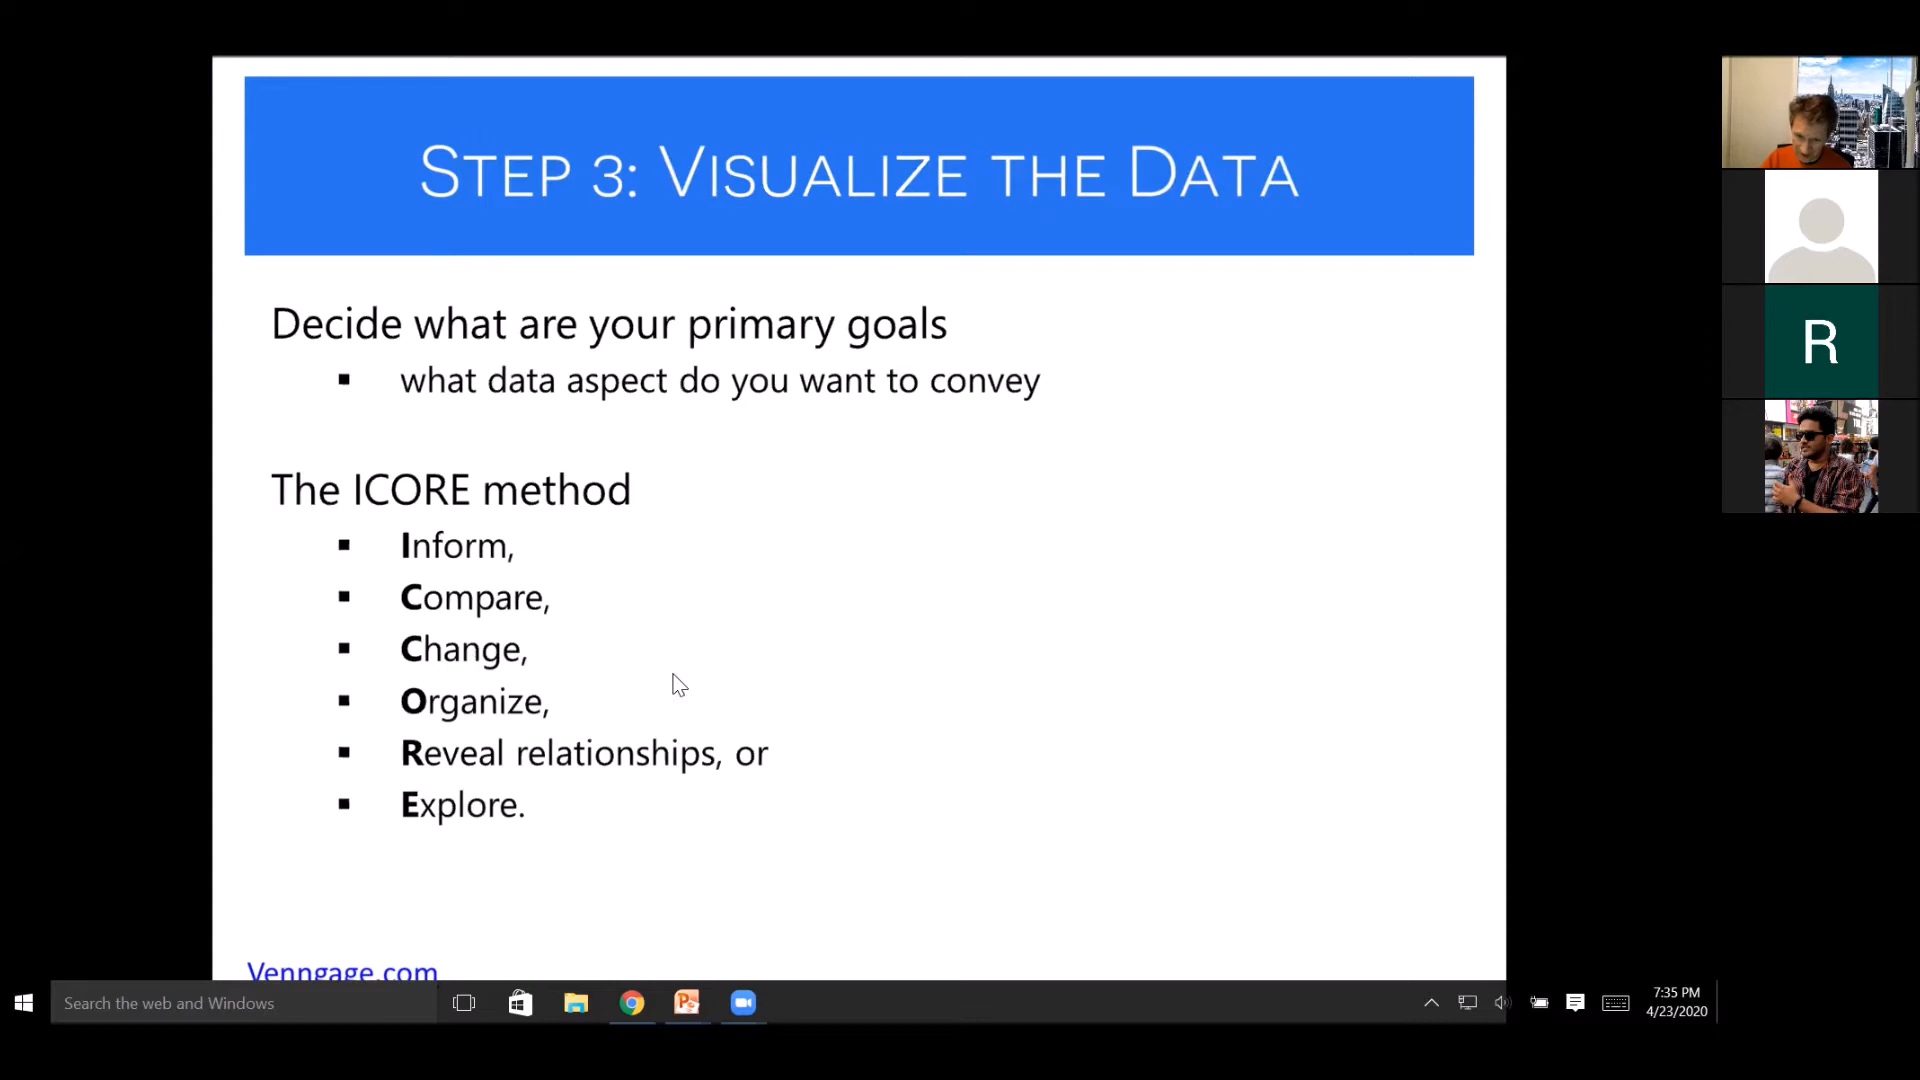 STEP 3: VISUALIZE THE DATA
Decide what are your primary goals
▪ what data aspect do you want to convey
The ICORE method
▪ Inform,
▪ Compare,
▪ Change,
▪ Organize,
▪ Reveal relationships, or
▪ Explore.
Venngage.com
R
Search the web and Windows
7:35 PM
4/23/2020